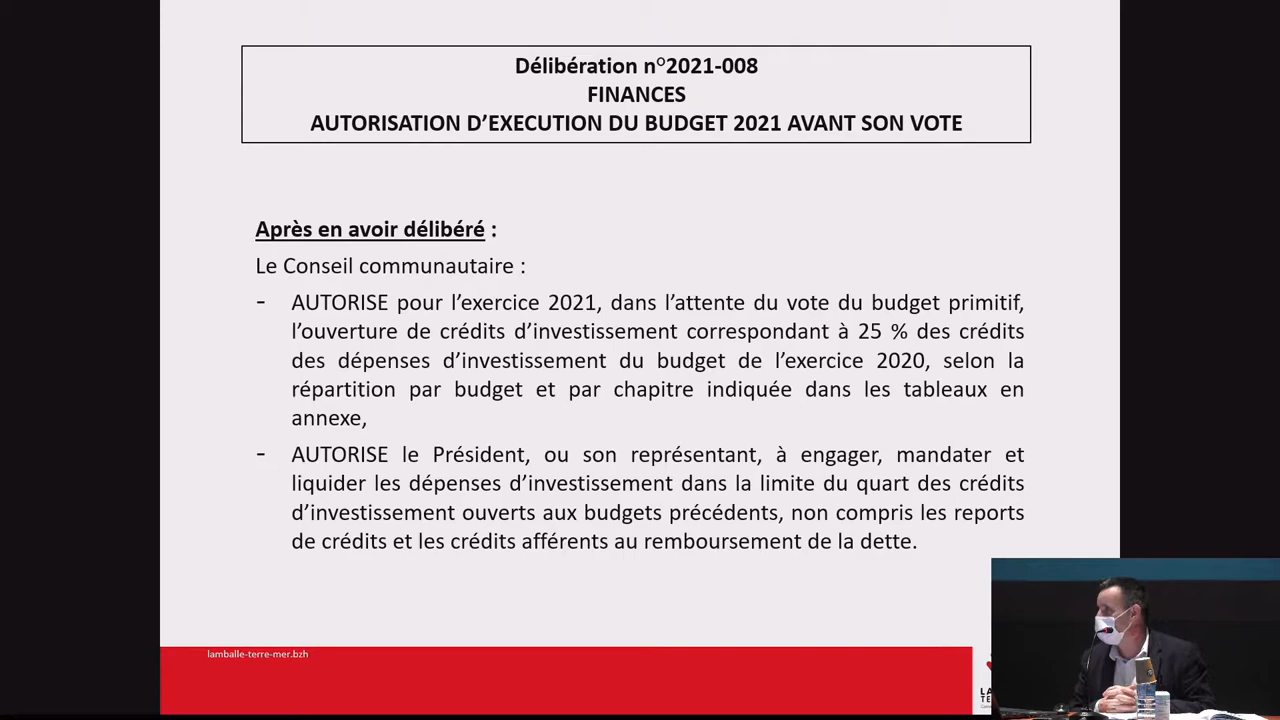 Délibération n°2021-008
FINANCES
AUTORISATION D’EXECUTION DU BUDGET 2021 AVANT SON VOTE
Après en avoir délibéré :
Le Conseil communautaire :
- AUTORISE pour l’exercice 2021, dans l’attente du vote du budget primitif,
l’ouverture de crédits d’investissement correspondant à 25 % des crédits
des dépenses d’investissement du budget de l’exercice 2020, selon la
répartition par budget et par chapitre indiquée dans les tableaux en
annexe,
- AUTORISE le Président, ou son représentant, à engager, mandater et
liquider les dépenses d’investissement dans la limite du quart des crédits
d’investissement ouverts aux budgets précédents, non compris les reports
de crédits et les crédits afférents au remboursement de la dette.
lamballe-terre-mer.bzh